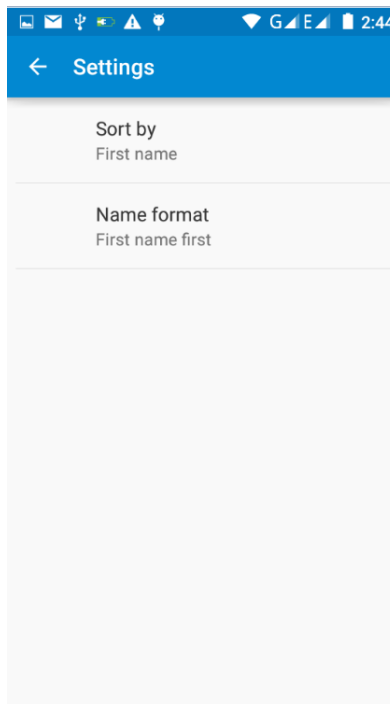 G E 2:44
Settings
Sort by
First name
Name format
First name first